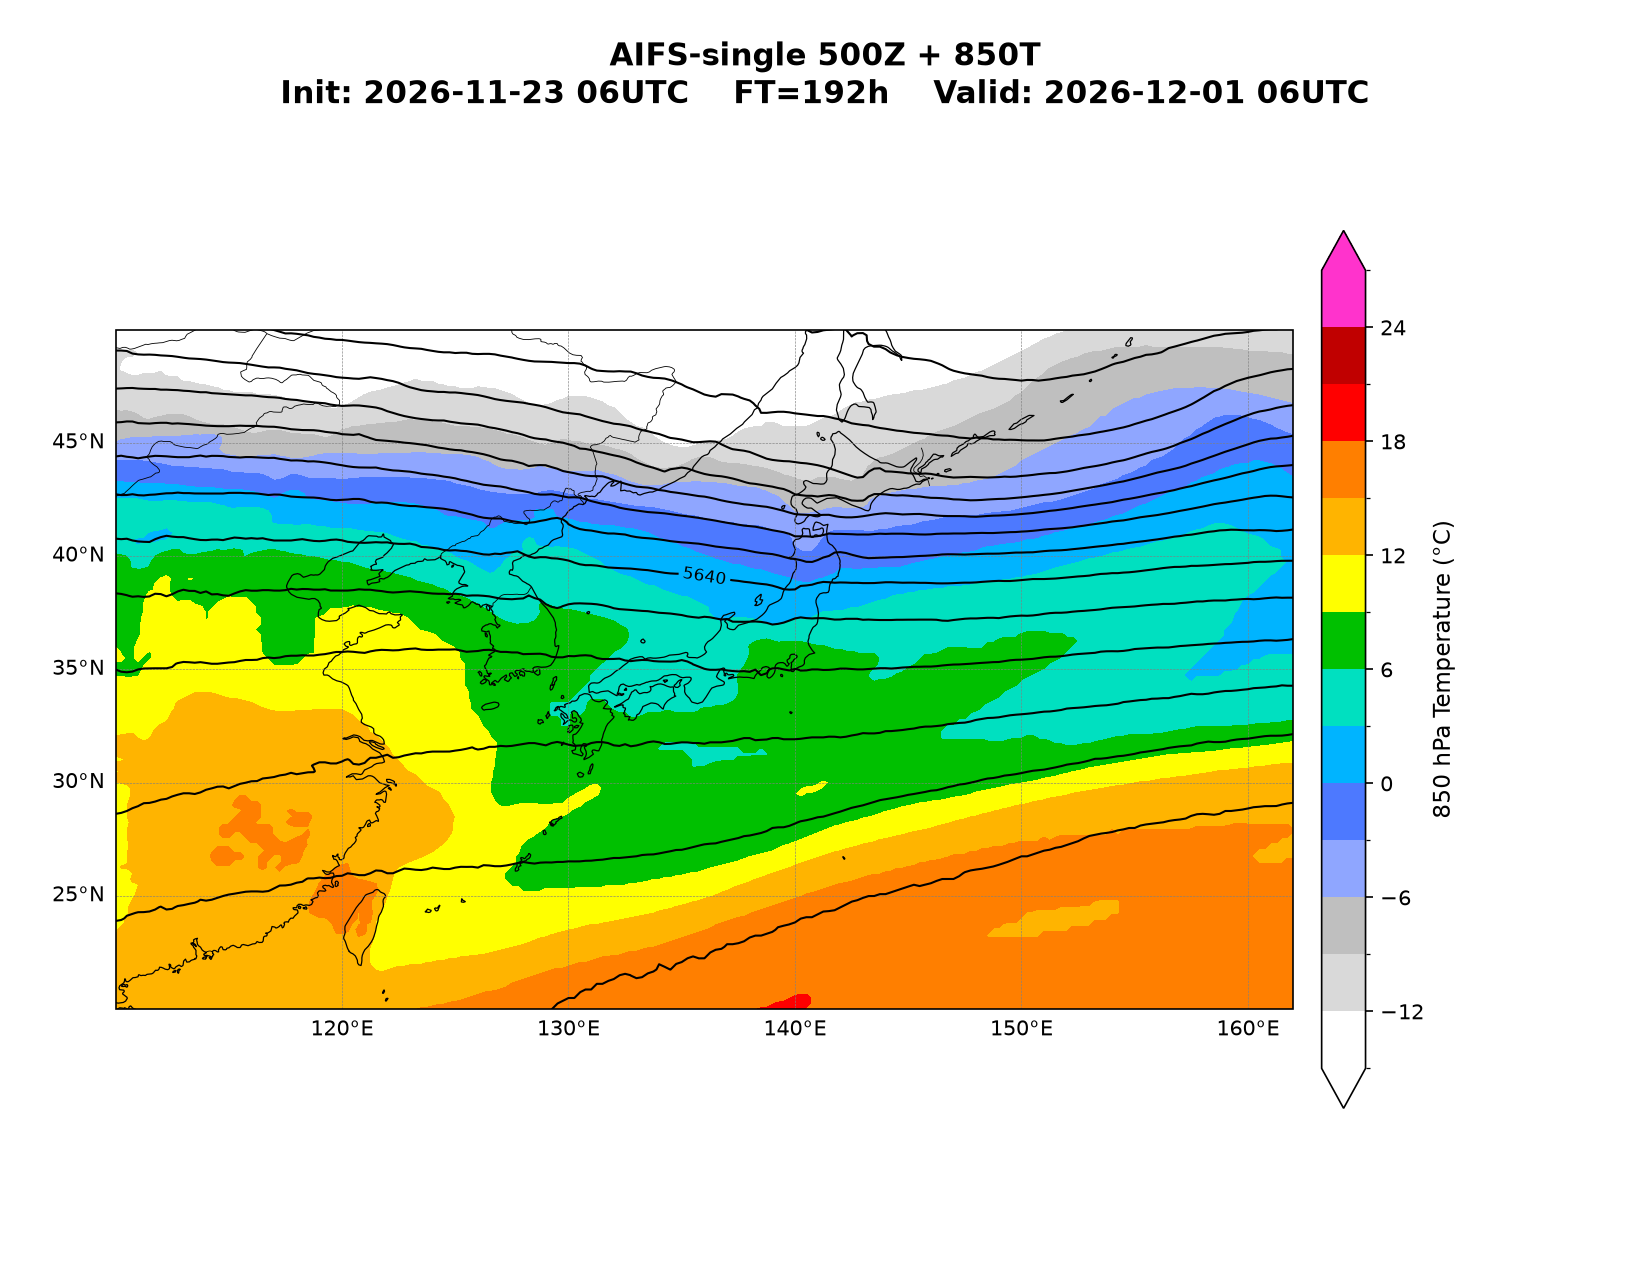 AIFS-single 500Z + 850T
Init: 2026-11-23 06UTC    FT=192h    Valid: 2026-12-01 06UTC
45°N
40°N
35°N
30°N
25°N
5640
120°E
130°E
140°E
150°E
160°E
24
18
12
6
0
−6
−12
850 hPa Temperature (°C)